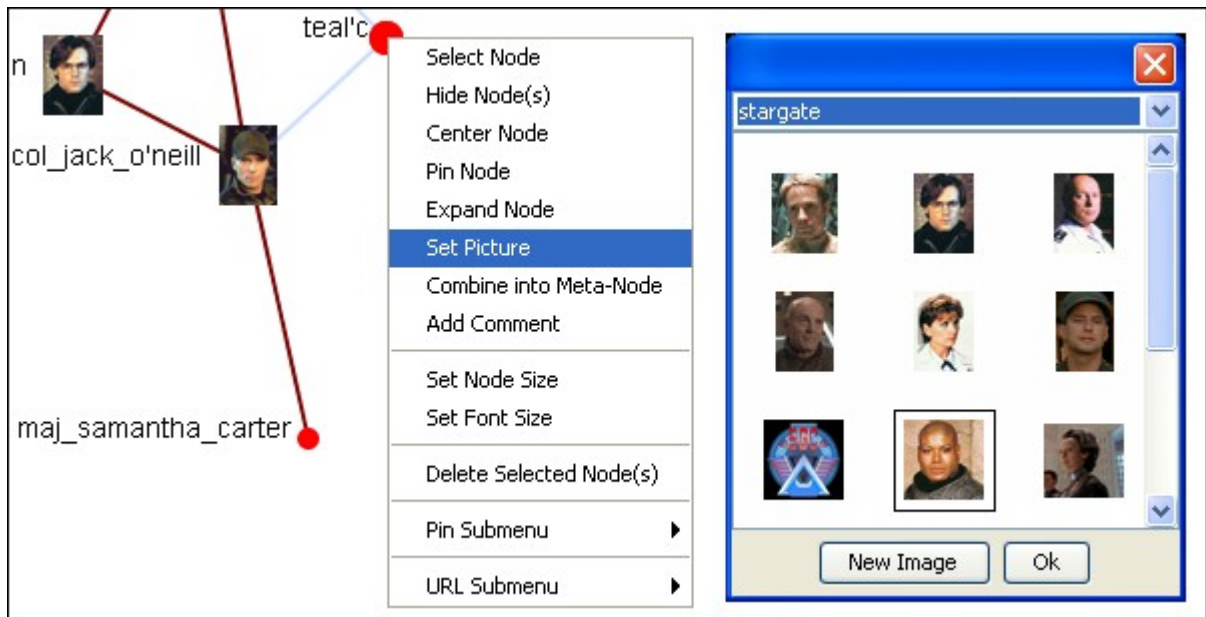 teal'c
n
col_jack_o'neill
maj_samantha_carter
Select Node
Hide Node(s)
Center Node
Pin Node
Expand Node
Set Picture
Combine into Meta-Node
Add Comment
Set Node Size
Set Font Size
Delete Selected Node(s)
Pin Submenu
URL Submenu
stargate
New Image
Ok